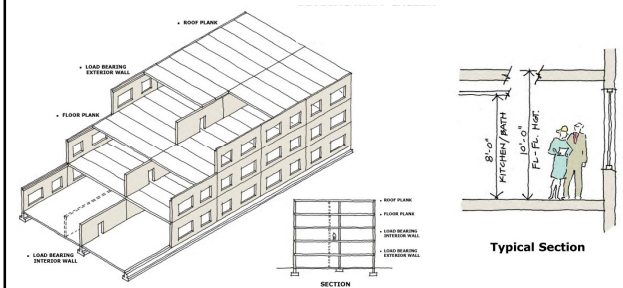 ROOF PLANK
LOAD BEARING
EXTERIOR WALL
FLOOR PLANK
LOAD BEARING
INTERIOR WALL
ROOF PLANK
FLOOR PLANK
LOAD BEARING
INTERIOR WALL
LOAD BEARING
EXTERIOR WALL
SECTION
8'-0"
KITCHEN/BATH
10'-0"
FL-FL. HGT.
Typical Section